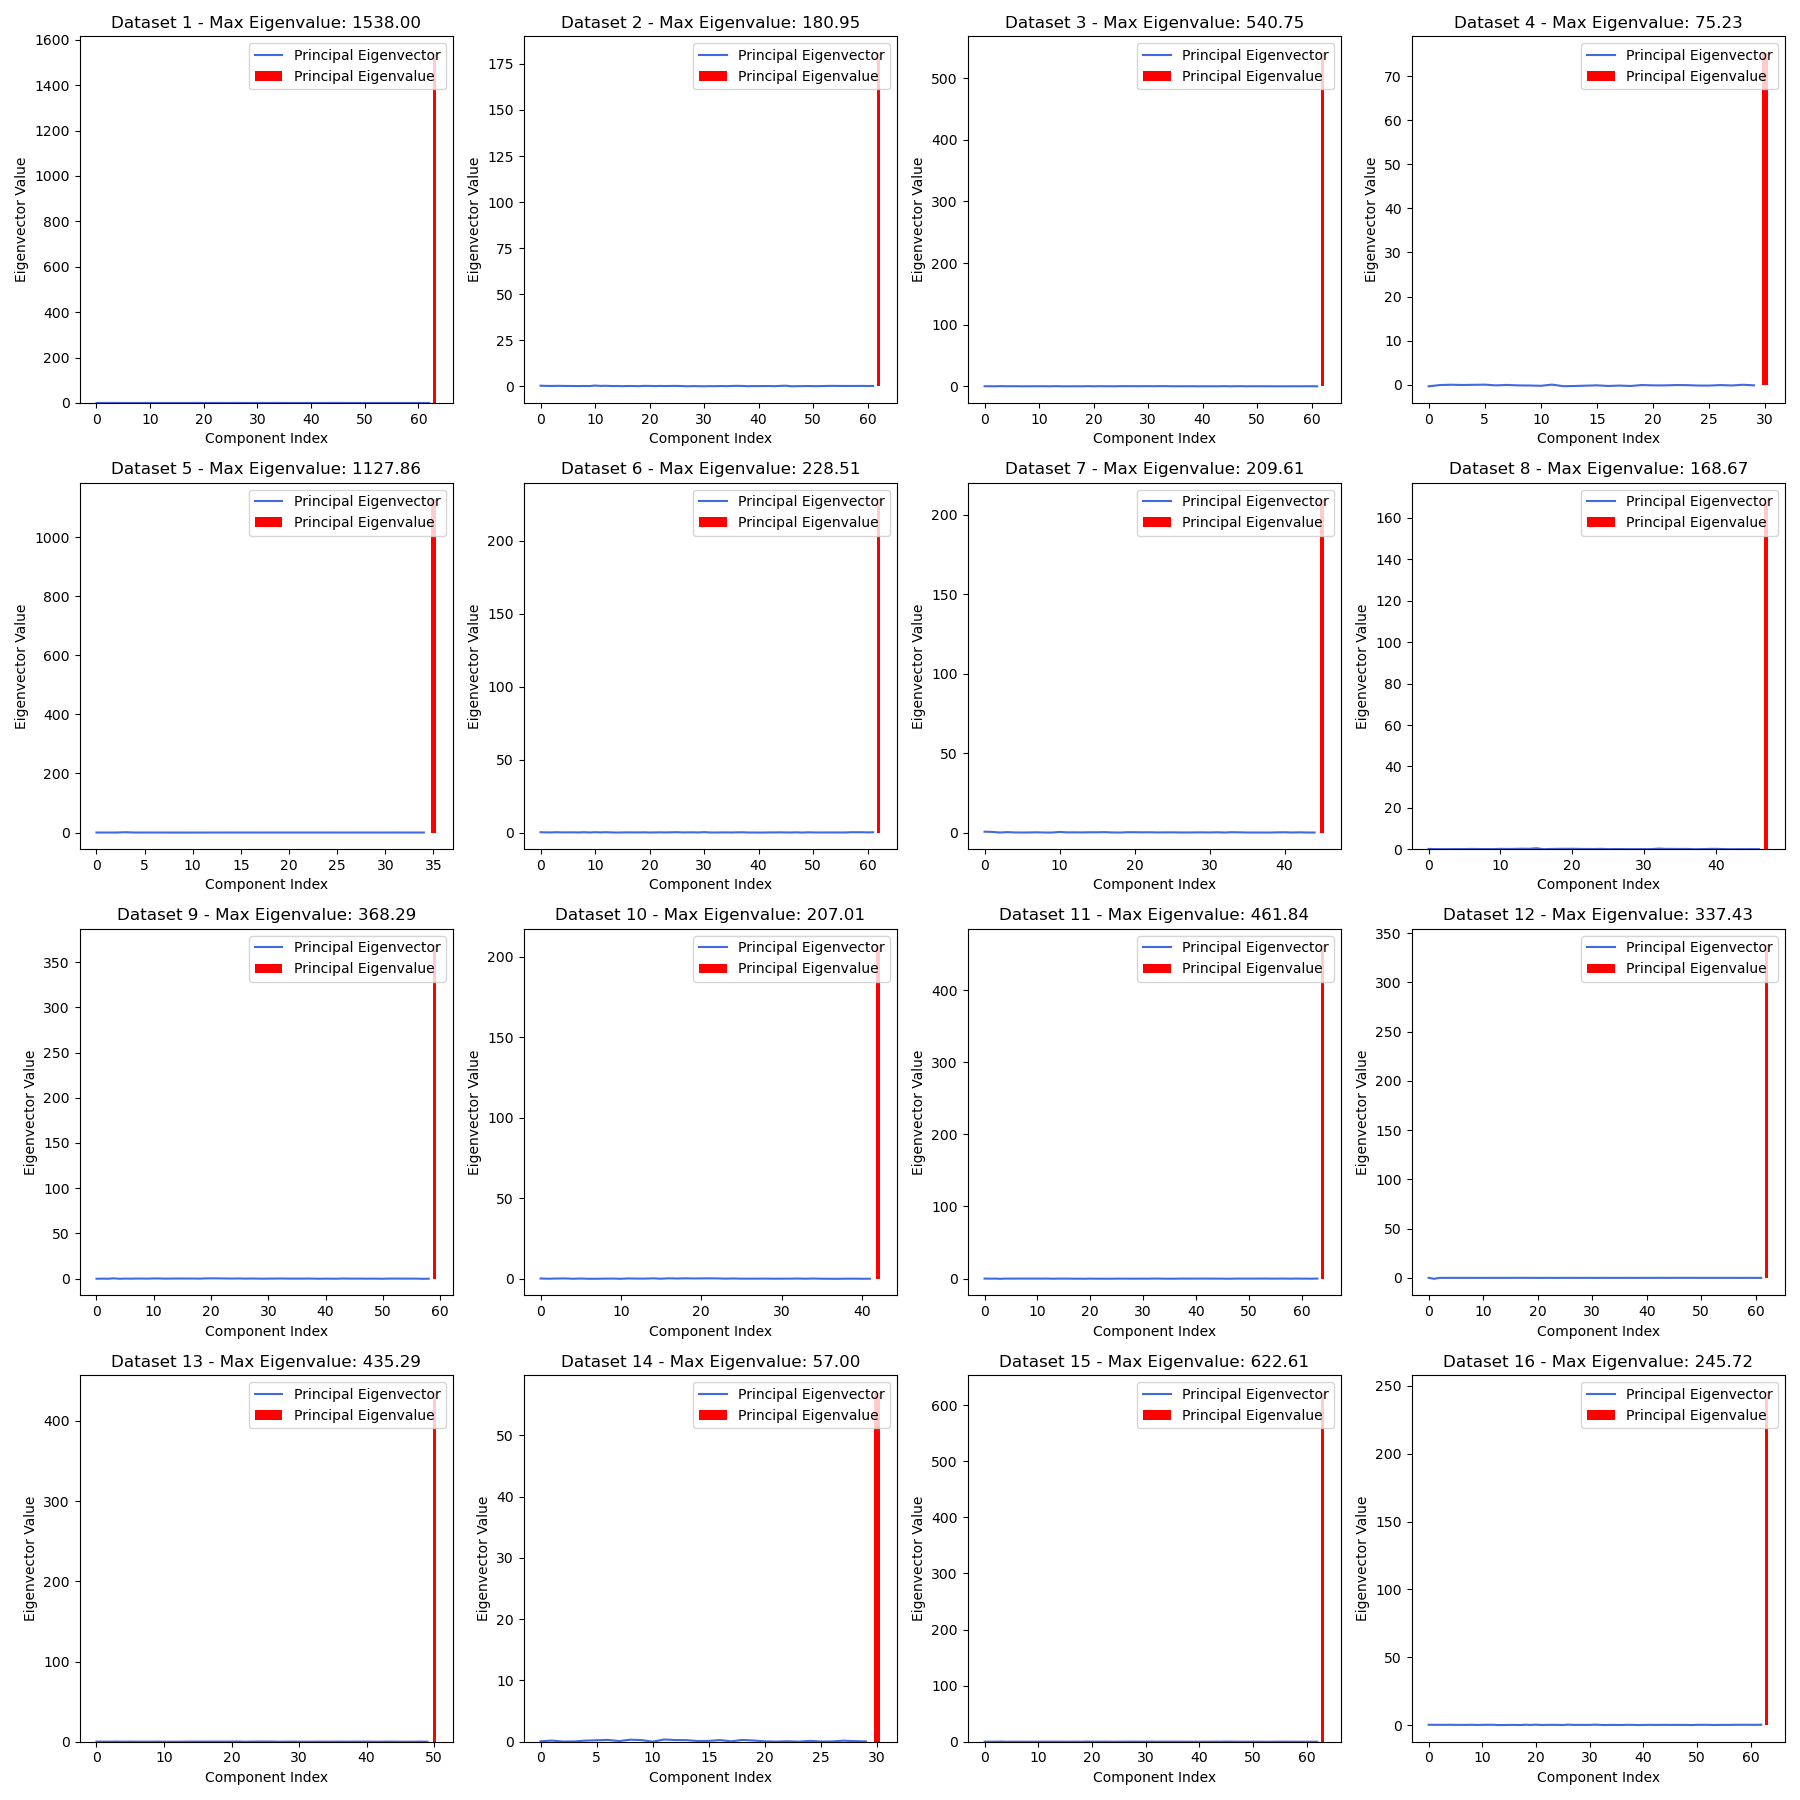 Dataset 1 - Max Eigenvalue: 1538.00
Principal Eigenvector
Principal Eigenvalue
Eigenvector Value
1600
1400
1200
1000
800
600
400
200
0
0 10 20 30 40 50 60
Component Index
Dataset 2 - Max Eigenvalue: 180.95
Principal Eigenvector
Principal Eigenvalue
Eigenvector Value
175
150
125
100
75
50
25
0
0 10 20 30 40 50 60
Component Index
Dataset 3 - Max Eigenvalue: 540.75
Principal Eigenvector
Principal Eigenvalue
Eigenvector Value
500
400
300
200
100
0
0 10 20 30 40 50 60
Component Index
Dataset 4 - Max Eigenvalue: 75.23
Principal Eigenvector
Principal Eigenvalue
Eigenvector Value
70
60
50
40
30
20
10
0
0 5 10 15 20 25 30
Component Index
Dataset 5 - Max Eigenvalue: 1127.86
Principal Eigenvector
Principal Eigenvalue
Eigenvector Value
1000
800
600
400
200
0
0 5 10 15 20 25 30 35
Component Index
Dataset 6 - Max Eigenvalue: 228.51
Principal Eigenvector
Principal Eigenvalue
Eigenvector Value
200
150
100
50
0
0 10 20 30 40 50 60
Component Index
Dataset 7 - Max Eigenvalue: 209.61
Principal Eigenvector
Principal Eigenvalue
Eigenvector Value
200
150
100
50
0
0 10 20 30 40
Component Index
Dataset 8 - Max Eigenvalue: 168.67
Principal Eigenvector
Principal Eigenvalue
Eigenvector Value
160
140
120
100
80
60
40
20
0
0 10 20 30 40
Component Index
Dataset 9 - Max Eigenvalue: 368.29
Principal Eigenvector
Principal Eigenvalue
Eigenvector Value
350
300
250
200
150
100
50
0
0 10 20 30 40 50 60
Component Index
Dataset 10 - Max Eigenvalue: 207.01
Principal Eigenvector
Principal Eigenvalue
Eigenvector Value
200
150
100
50
0
0 10 20 30 40
Component Index
Dataset 11 - Max Eigenvalue: 461.84
Principal Eigenvector
Principal Eigenvalue
Eigenvector Value
400
300
200
100
0
0 10 20 30 40 50 60
Component Index
Dataset 12 - Max Eigenvalue: 337.43
Principal Eigenvector
Principal Eigenvalue
Eigenvector Value
350
300
250
200
150
100
50
0
0 10 20 30 40 50 60
Component Index
Dataset 13 - Max Eigenvalue: 435.29
Principal Eigenvector
Principal Eigenvalue
Eigenvector Value
400
300
200
100
0
0 10 20 30 40 50
Component Index
Dataset 14 - Max Eigenvalue: 57.00
Principal Eigenvector
Principal Eigenvalue
Eigenvector Value
50
40
30
20
10
0
0 5 10 15 20 25 30
Component Index
Dataset 15 - Max Eigenvalue: 622.61
Principal Eigenvector
Principal Eigenvalue
Eigenvector Value
600
500
400
300
200
100
0
0 10 20 30 40 50 60
Component Index
Dataset 16 - Max Eigenvalue: 245.72
Principal Eigenvector
Principal Eigenvalue
Eigenvector Value
250
200
150
100
50
0
0 10 20 30 40 50 60
Component Index